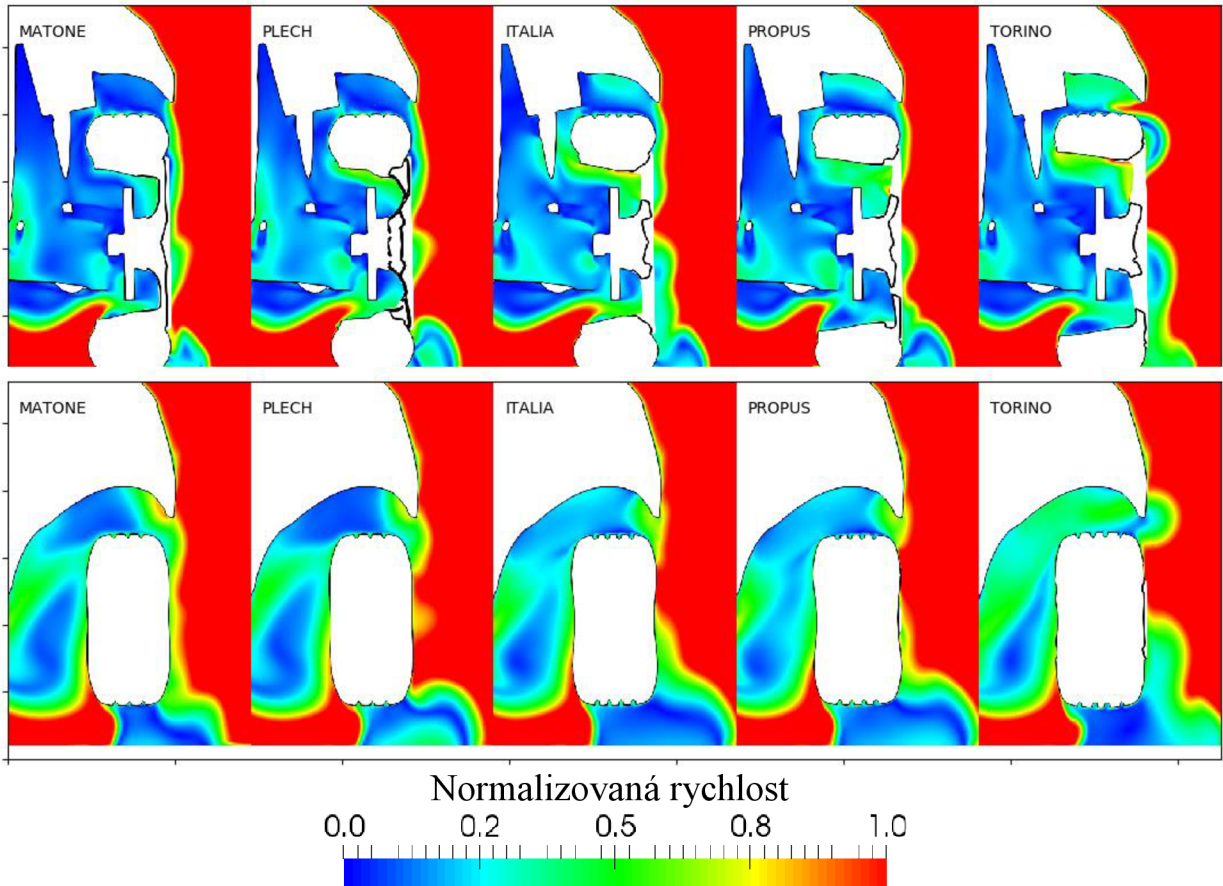 MATONE PLECH ITALIA PROPUS TORINO
MATONE PLECH ITALIA PROPUS TORINO
Normalizovaná rychlost
0.0 0.2 0.5 0.8 1.0